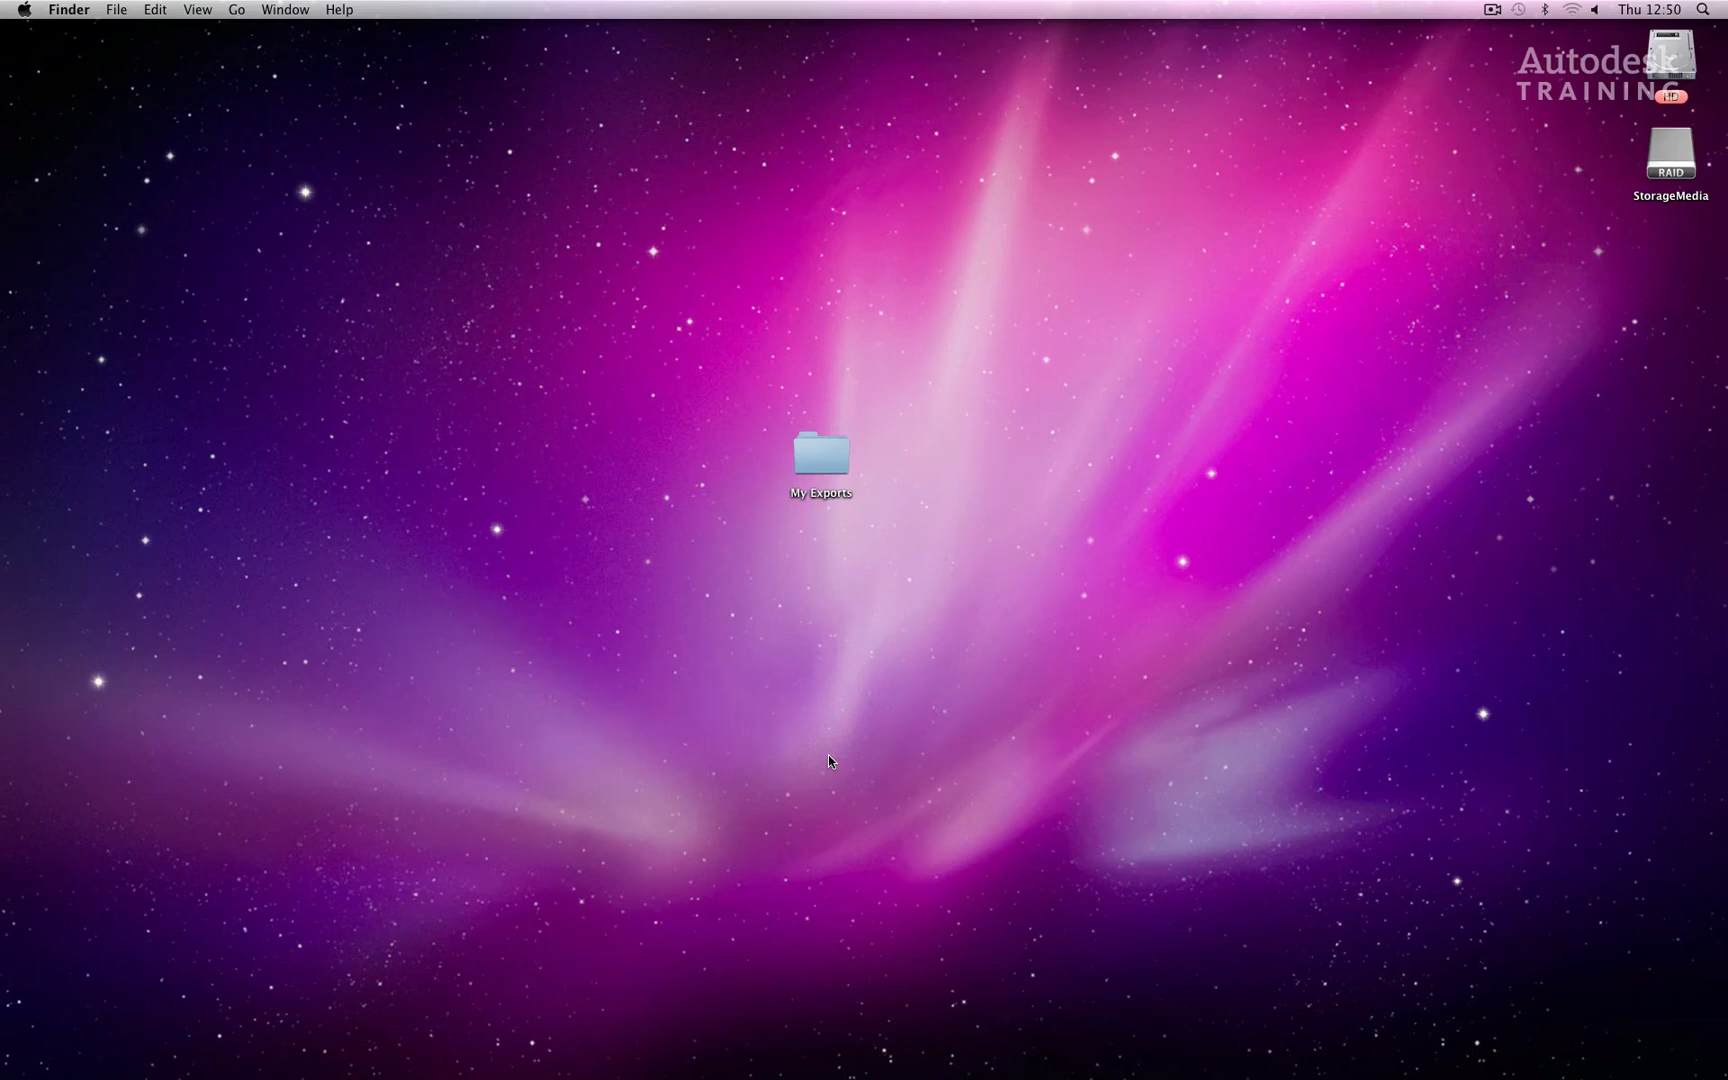 Finder File Edit View Go Window Help Thu 12:50
Autodesk
TRAINING
HD
RAID
StorageMedia
My Exports